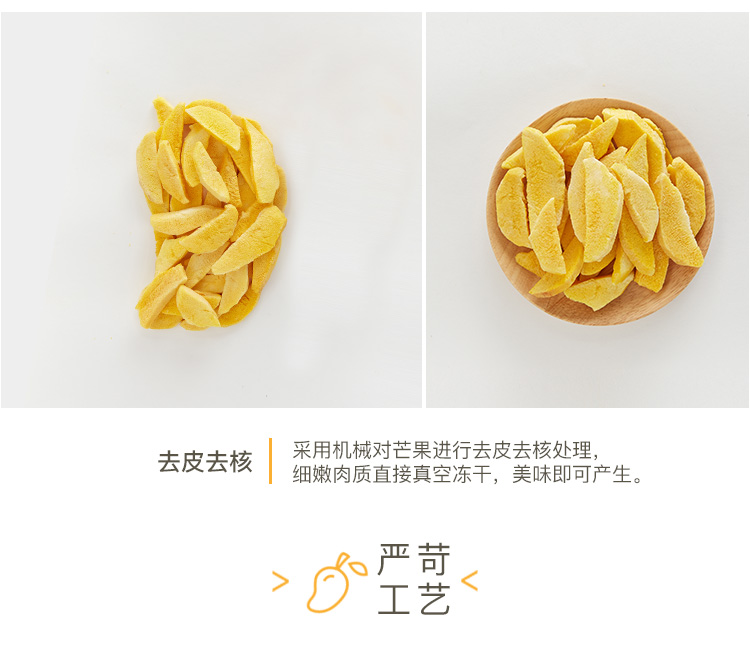 去皮去核
采用机械对芒果进行去皮去核处理，
细嫩肉质直接真空冻干，美味即可产生。
严苛
工艺